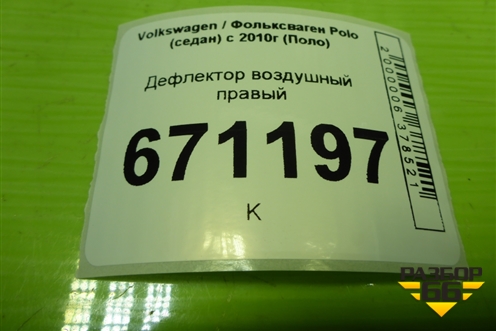 Volkswagen / Фольксваген Polo
(седан) с 2010г (Поло)
Дефлектор воздушный
правый
671197
К
2000006378521
РАЗБОР
66